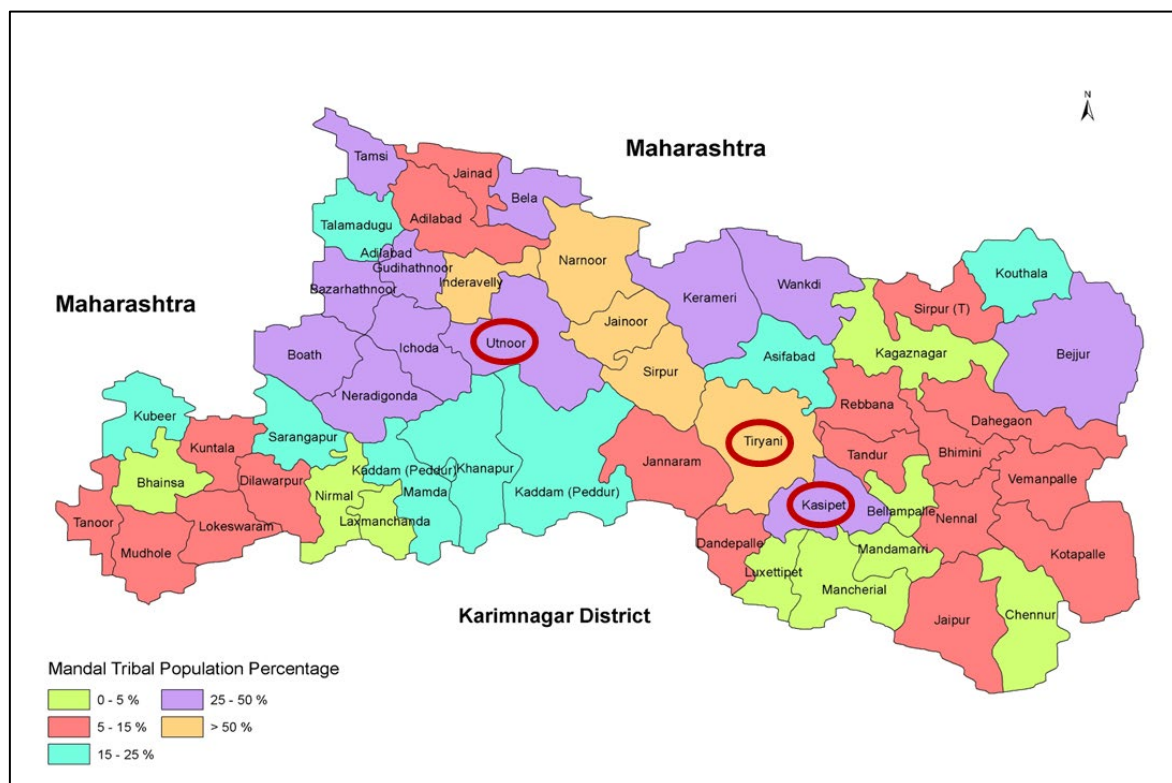 N
Maharashtra
Maharashtra
Karimnagar District
Tamsi
Jainad
Bela
Talamadugu
Adilabad
Adilabad
Gudihathnoor
Inderavelly
Narnoor
Bazarhathnoor
Kerameri
Wankdi
Kouthala
Sirpur (T)
Jainoor
Utnoor
Ichoda
Boath
Asifabad
Kagaznagar
Bejjur
Sirpur
Neradigonda
Rebbana
Dahegaon
Kubeer
Sarangapur
Tiryani
Kuntala
Tandur
Bhimini
Jannaram
Kaddam (Peddur)
Khanapur
Vemanpalle
Bhainsa
Dilawarpur
Nirmal
Mamda
Kaddam (Peddur)
Kasipet
Bellampalle
Laxmanchanda
Tanoor
Lokeswaram
Nennal
Mudhole
Dandepalle
Mandamarri
Kotapalle
Luxettipet
Mancherial
Jaipur
Chennur
Mandal Tribal Population Percentage
0 - 5 %
25 - 50 %
5 - 15 %
> 50 %
15 - 25 %